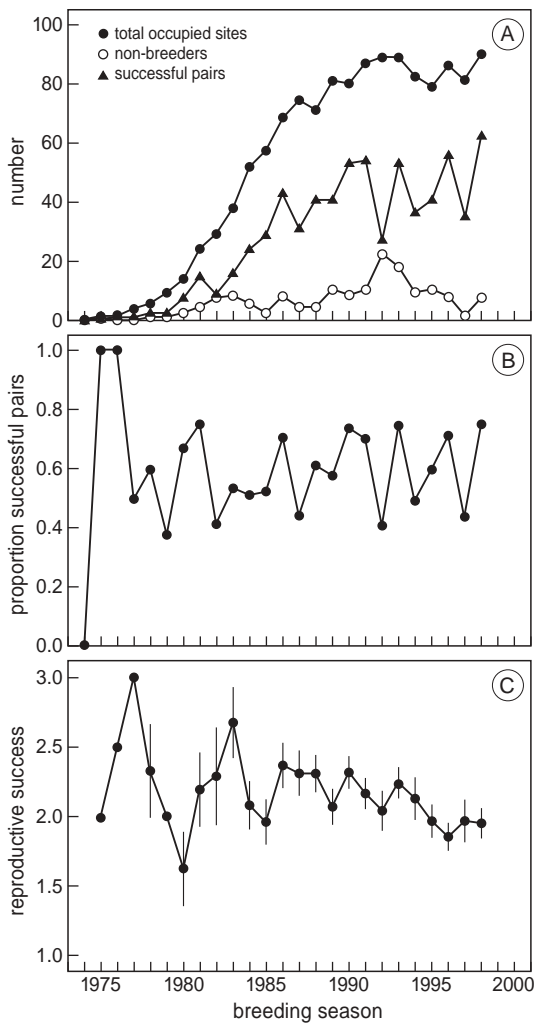 100
80
60
40
20
0
number
total occupied sites
non-breeders
successful pairs
A
1.0
0.8
0.6
0.4
0.2
0.0
proportion successful pairs
B
3.0
2.5
2.0
1.5
1.0
reproductive success
C
1975 1980 1985 1990 1995 2000
breeding season